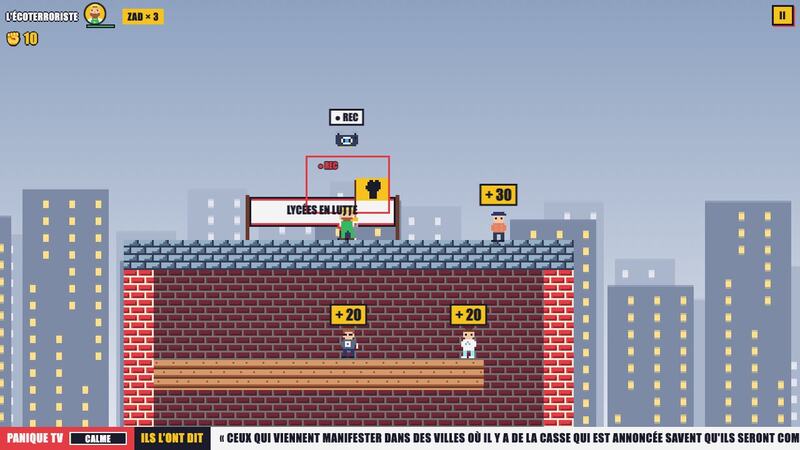 L'ÉCOTERRORISTE
ZAD × 3
10
● REC
● REC
LYCÉES EN LUTTE
+ 30
+ 20
+ 20
PANIQUE TV
CALME
ILS L'ONT DIT
« CEUX QUI VIENNENT MANIFESTER DANS DES VILLES OÙ IL Y A DE LA CASSE QUI EST ANNONCÉE SAVENT QU'ILS SERONT COM